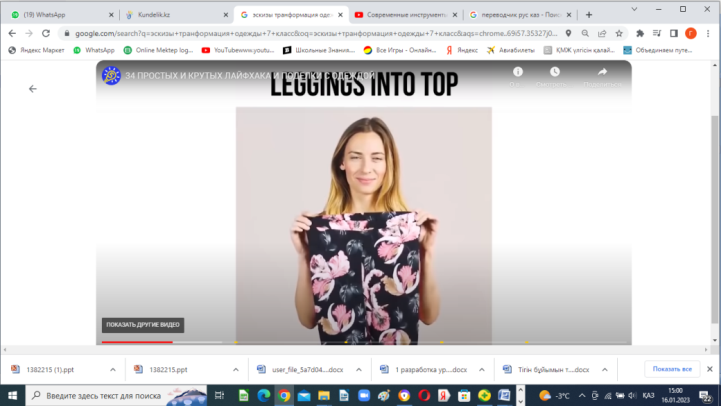 (19) WhatsApp
Kundelik.kz
эскизы транформация одеж
Современные инструменты
переводчик рус каз - Поис
google.com/search?q=эскизы+транформация+одежды+7+класс&oq=эскизы+транформация+одежды+7+класс&aqs=chrome..69i57.35327j0
Яндекс Маркет
WhatsApp
Online Mektep log...
YouTubewww.youtu...
Школьные Знания....
Все Игры – Онлайн...
Яндекс
Авиабилеты
ҚМЖ үлгісін қалай...
Объединяем путе...
34 ПРОСТЫХ И КРУТЫХ ЛАЙФХАКА И ПОДЕЛКИ С ОДЕЖДОЙ
LEGGINGS INTO TOP
ПОКАЗАТЬ ДРУГИЕ ВИДЕО
1382215 (1).ppt
1382215.ppt
user_file_5a7d04....docx
1 разработка ур....docx
Тігін бұйымын т....docx
Показать все
Введите здесь текст для поиска
-3°C
ҚАЗ
15:00
16.01.2023
22